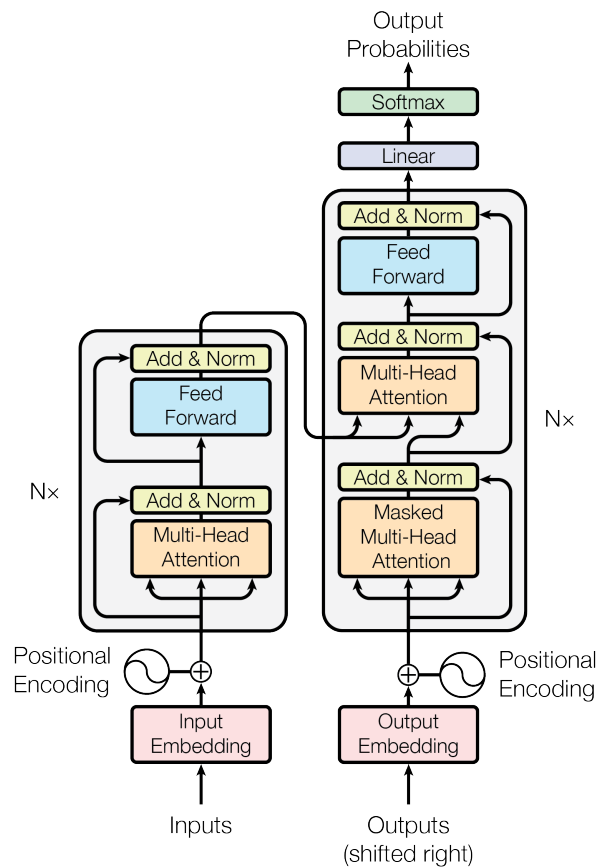 Output
Probabilities
Softmax
Linear
Add & Norm
Feed
Forward
Add & Norm
Multi-Head
Attention
Add & Norm
Masked
Multi-Head
Attention
N×
Add & Norm
Feed
Forward
Add & Norm
Multi-Head
Attention
N×
Positional
Encoding
Positional
Encoding
Input
Embedding
Output
Embedding
Inputs
Outputs
(shifted right)